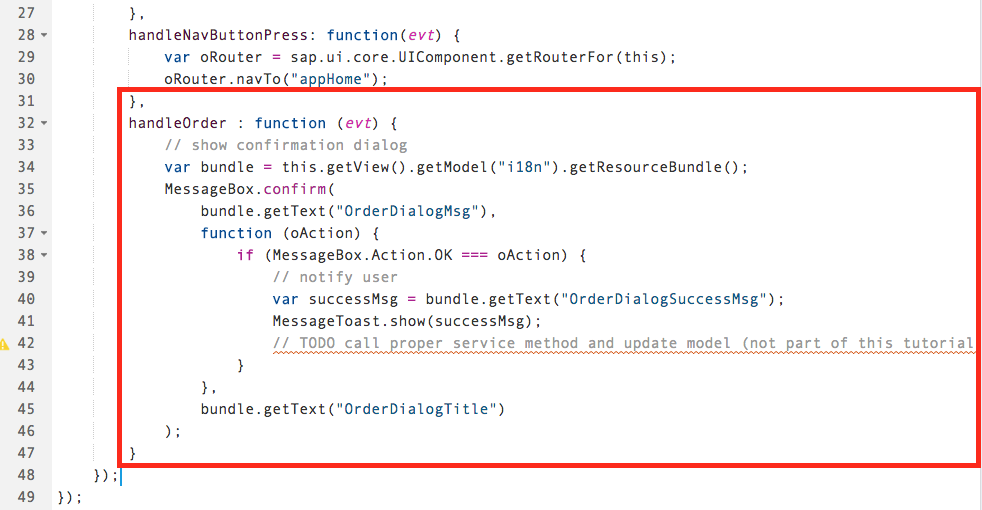 27 },
28 handleNavButtonPress: function(evt) {
29 var oRouter = sap.ui.core.UIComponent.getRouterFor(this);
30 oRouter.navTo("appHome");
31 },
32 handleOrder : function (evt) {
33 // show confirmation dialog
34 var bundle = this.getView().getModel("i18n").getResourceBundle();
35 MessageBox.confirm(
36 bundle.getText("OrderDialogMsg"),
37 function (oAction) {
38 if (MessageBox.Action.OK === oAction) {
39 // notify user
40 var successMsg = bundle.getText("OrderDialogSuccessMsg");
41 MessageToast.show(successMsg);
42 // TODO call proper service method and update model (not part of this tutorial
43 }
44 },
45 bundle.getText("OrderDialogTitle")
46 );
47 }
48 });
49 });